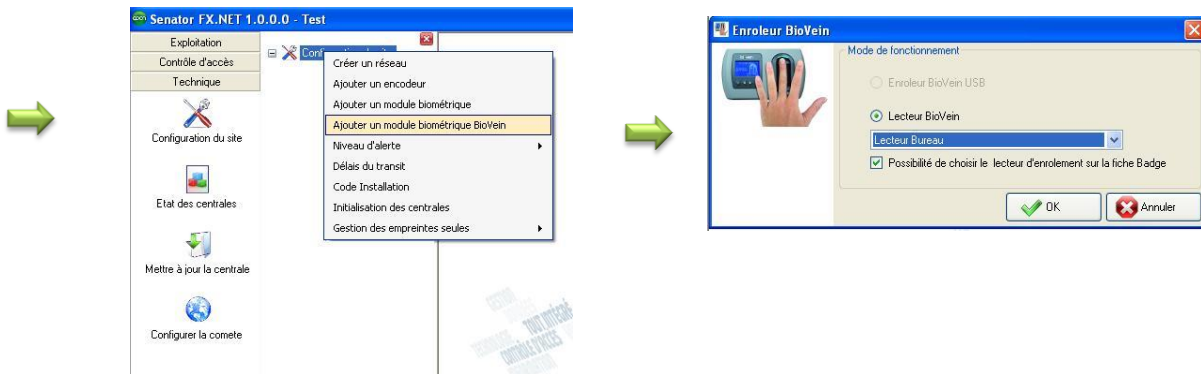 Senator FX.NET 1.0.0.0 - Test
Exploitation
Contrôle d'accès
Technique
Configuration du site
Etat des centrales
Mettre à jour la centrale
Configurer la comete
Créer un réseau
Ajouter un encodeur
Ajouter un module biométrique
Ajouter un module biométrique BioVein
Niveau d'alerte
Délais du transit
Code Installation
Initialisation des centrales
Gestion des empreintes seules
TOUT INTÉGRÉ
CONTRÔLE D'ACCÈS
Enroleur BioVein
Mode de fonctionnement
Enroleur BioVein USB
Lecteur BioVein
Lecteur Bureau
Possibilité de choisir le lecteur d'enrolement sur la fiche Badge
OK
Annuler